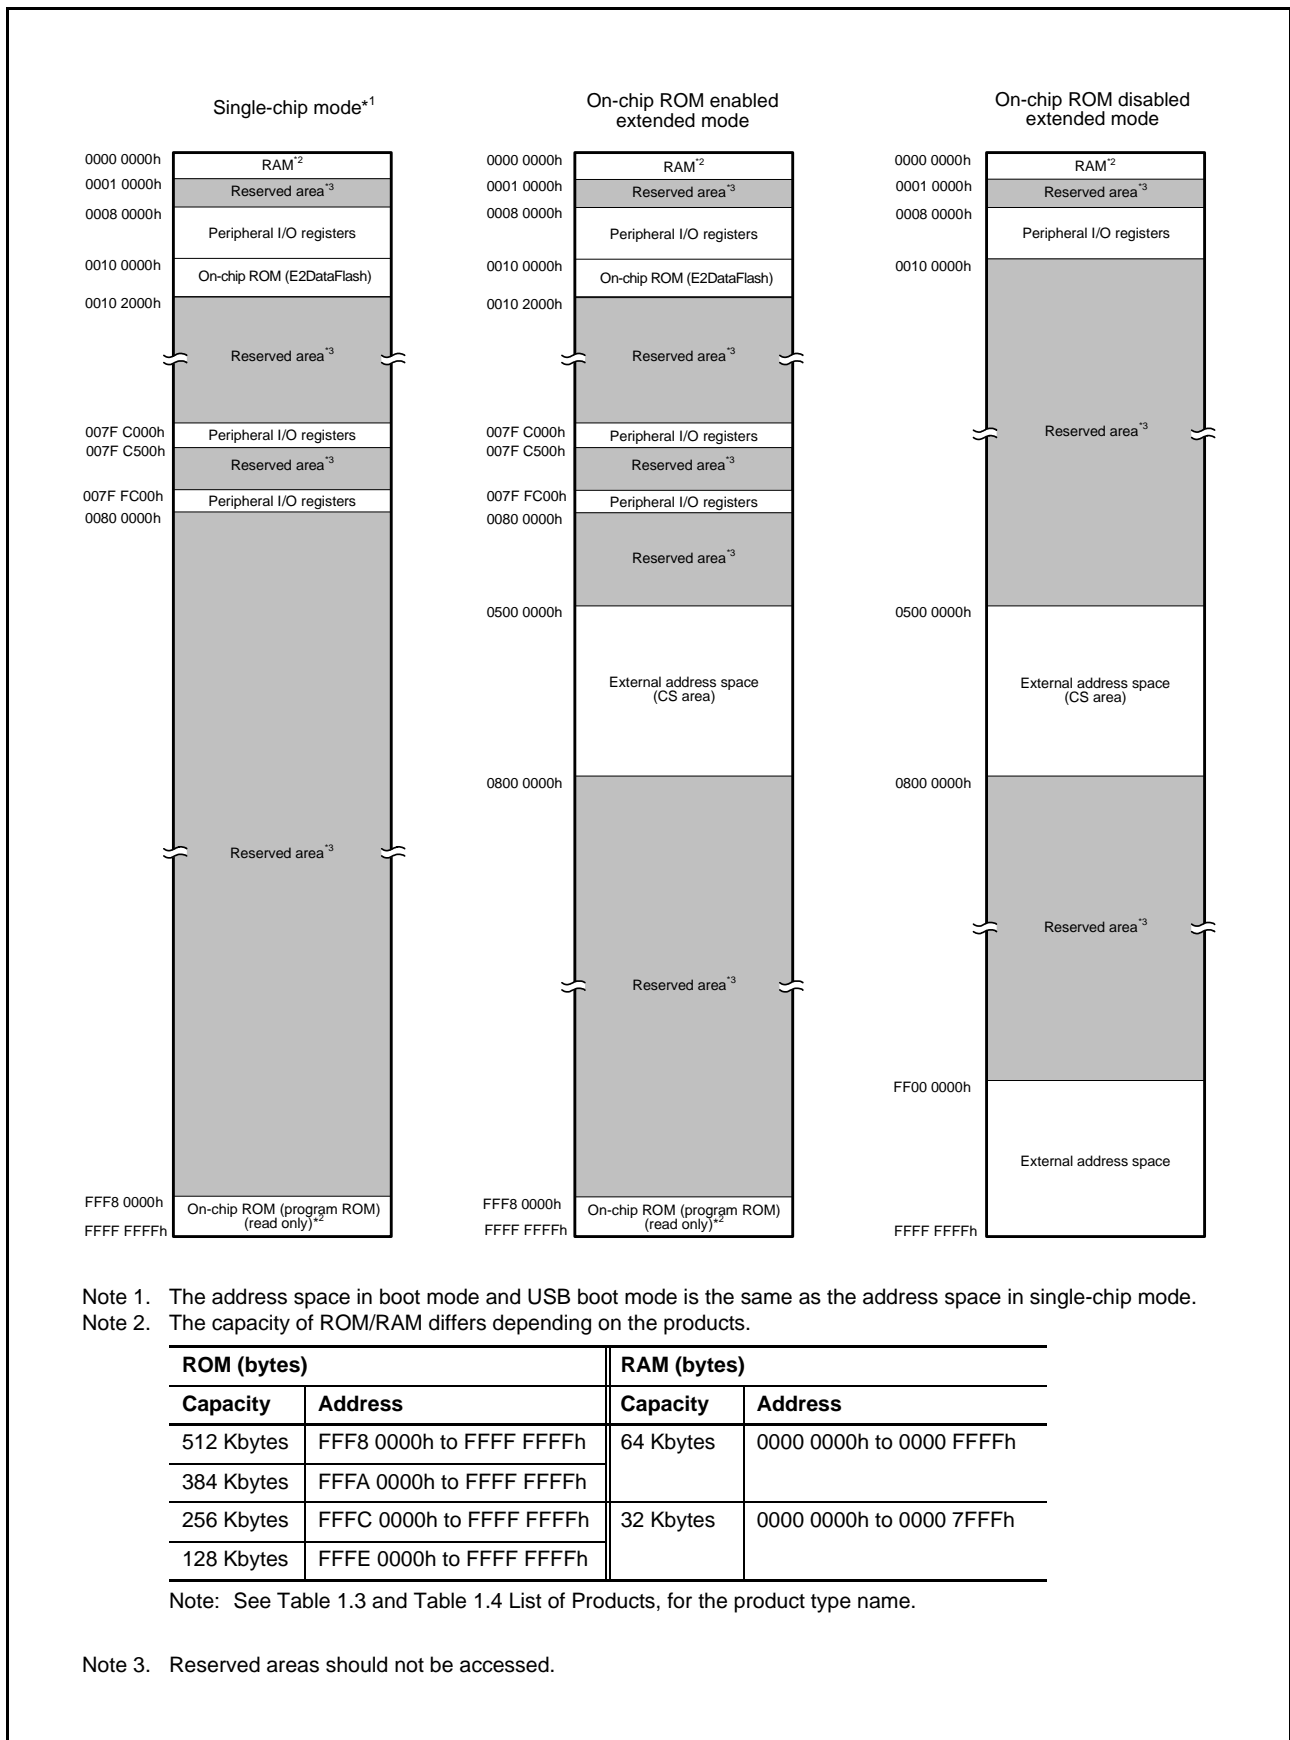 Single-chip mode*1
0000 0000h
RAM*2
0001 0000h
Reserved area*3
0008 0000h
Peripheral I/O registers
0010 0000h
On-chip ROM (E2DataFlash)
0010 2000h
Reserved area*3
007F C000h
Peripheral I/O registers
007F C500h
Reserved area*3
007F FC00h
Peripheral I/O registers
0080 0000h
Reserved area*3
FFF8 0000h
On-chip ROM (program ROM)
(read only)*2
FFFF FFFFh
On-chip ROM enabled
extended mode
0000 0000h
RAM*2
0001 0000h
Reserved area*3
0008 0000h
Peripheral I/O registers
0010 0000h
On-chip ROM (E2DataFlash)
0010 2000h
Reserved area*3
007F C000h
Peripheral I/O registers
007F C500h
Reserved area*3
007F FC00h
Peripheral I/O registers
0080 0000h
Reserved area*3
0500 0000h
External address space
(CS area)
0800 0000h
Reserved area*3
FFF8 0000h
On-chip ROM (program ROM)
(read only)*2
FFFF FFFFh
On-chip ROM disabled
extended mode
0000 0000h
RAM*2
0001 0000h
Reserved area*3
0008 0000h
Peripheral I/O registers
0010 0000h
Reserved area*3
0500 0000h
External address space
(CS area)
0800 0000h
Reserved area*3
FF00 0000h
External address space
FFFF FFFFh
Note 1. The address space in boot mode and USB boot mode is the same as the address space in single-chip mode.
Note 2. The capacity of ROM/RAM differs depending on the products.
ROM (bytes) RAM (bytes)
Capacity Address Capacity Address
512 Kbytes FFF8 0000h to FFFF FFFFh 64 Kbytes 0000 0000h to 0000 FFFFh
384 Kbytes FFFA 0000h to FFFF FFFFh
256 Kbytes FFFC 0000h to FFFF FFFFh 32 Kbytes 0000 0000h to 0000 7FFFh
128 Kbytes FFFE 0000h to FFFF FFFFh
Note: See Table 1.3 and Table 1.4 List of Products, for the product type name.
Note 3. Reserved areas should not be accessed.